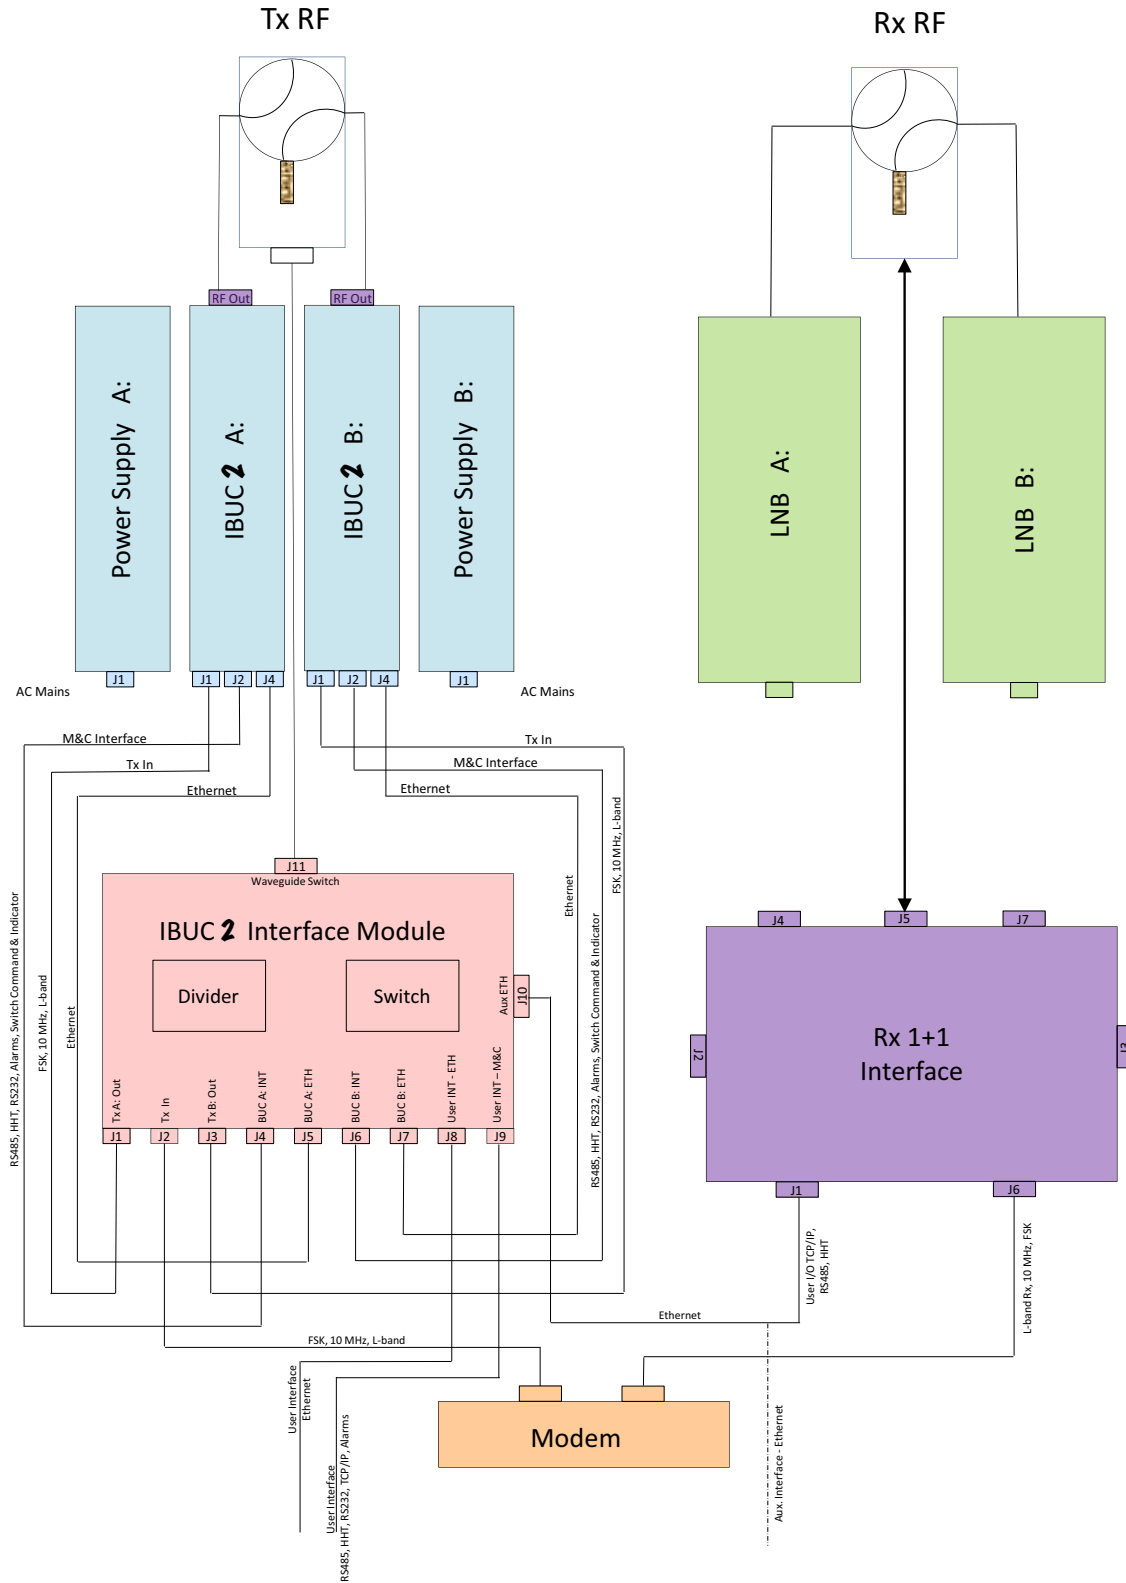 Tx RF
Rx RF
RF Out
RF Out
Power Supply A:
IBUC 2 A:
IBUC 2 B:
Power Supply B:
LNB A:
LNB B:
J1
J1
J2
J4
J1
J2
J4
J1
AC Mains
AC Mains
M&C Interface
Tx In
Ethernet
Tx In
M&C Interface
Ethernet
RS485, HHT, RS232, Alarms, Switch Command & Indicator
FSK, 10 MHz, L-band
Ethernet
Ethernet
RS485, HHT, RS232, Alarms, Switch Command & Indicator
FSK, 10 MHz, L-band
J11
Waveguide Switch
IBUC 2 Interface Module
Divider
Switch
Aux ETH
J10
Tx A: Out
Tx In
Tx B: Out
BUC A: INT
BUC A: ETH
BUC B: INT
BUC B: ETH
User INT - ETH
User INT – M&C
J1
J2
J3
J4
J5
J6
J7
J8
J9
J4
J5
J7
J2
J3
Rx 1+1
Interface
J1
J6
User I/O TCP/IP,
RS485, HHT
L-band Rx, 10 MHz, FSK
Ethernet
FSK, 10 MHz, L-band
User Interface
Ethernet
User Interface
RS485, HHT, RS232, TCP/IP, Alarms
Modem
Aux. Interface - Ethernet